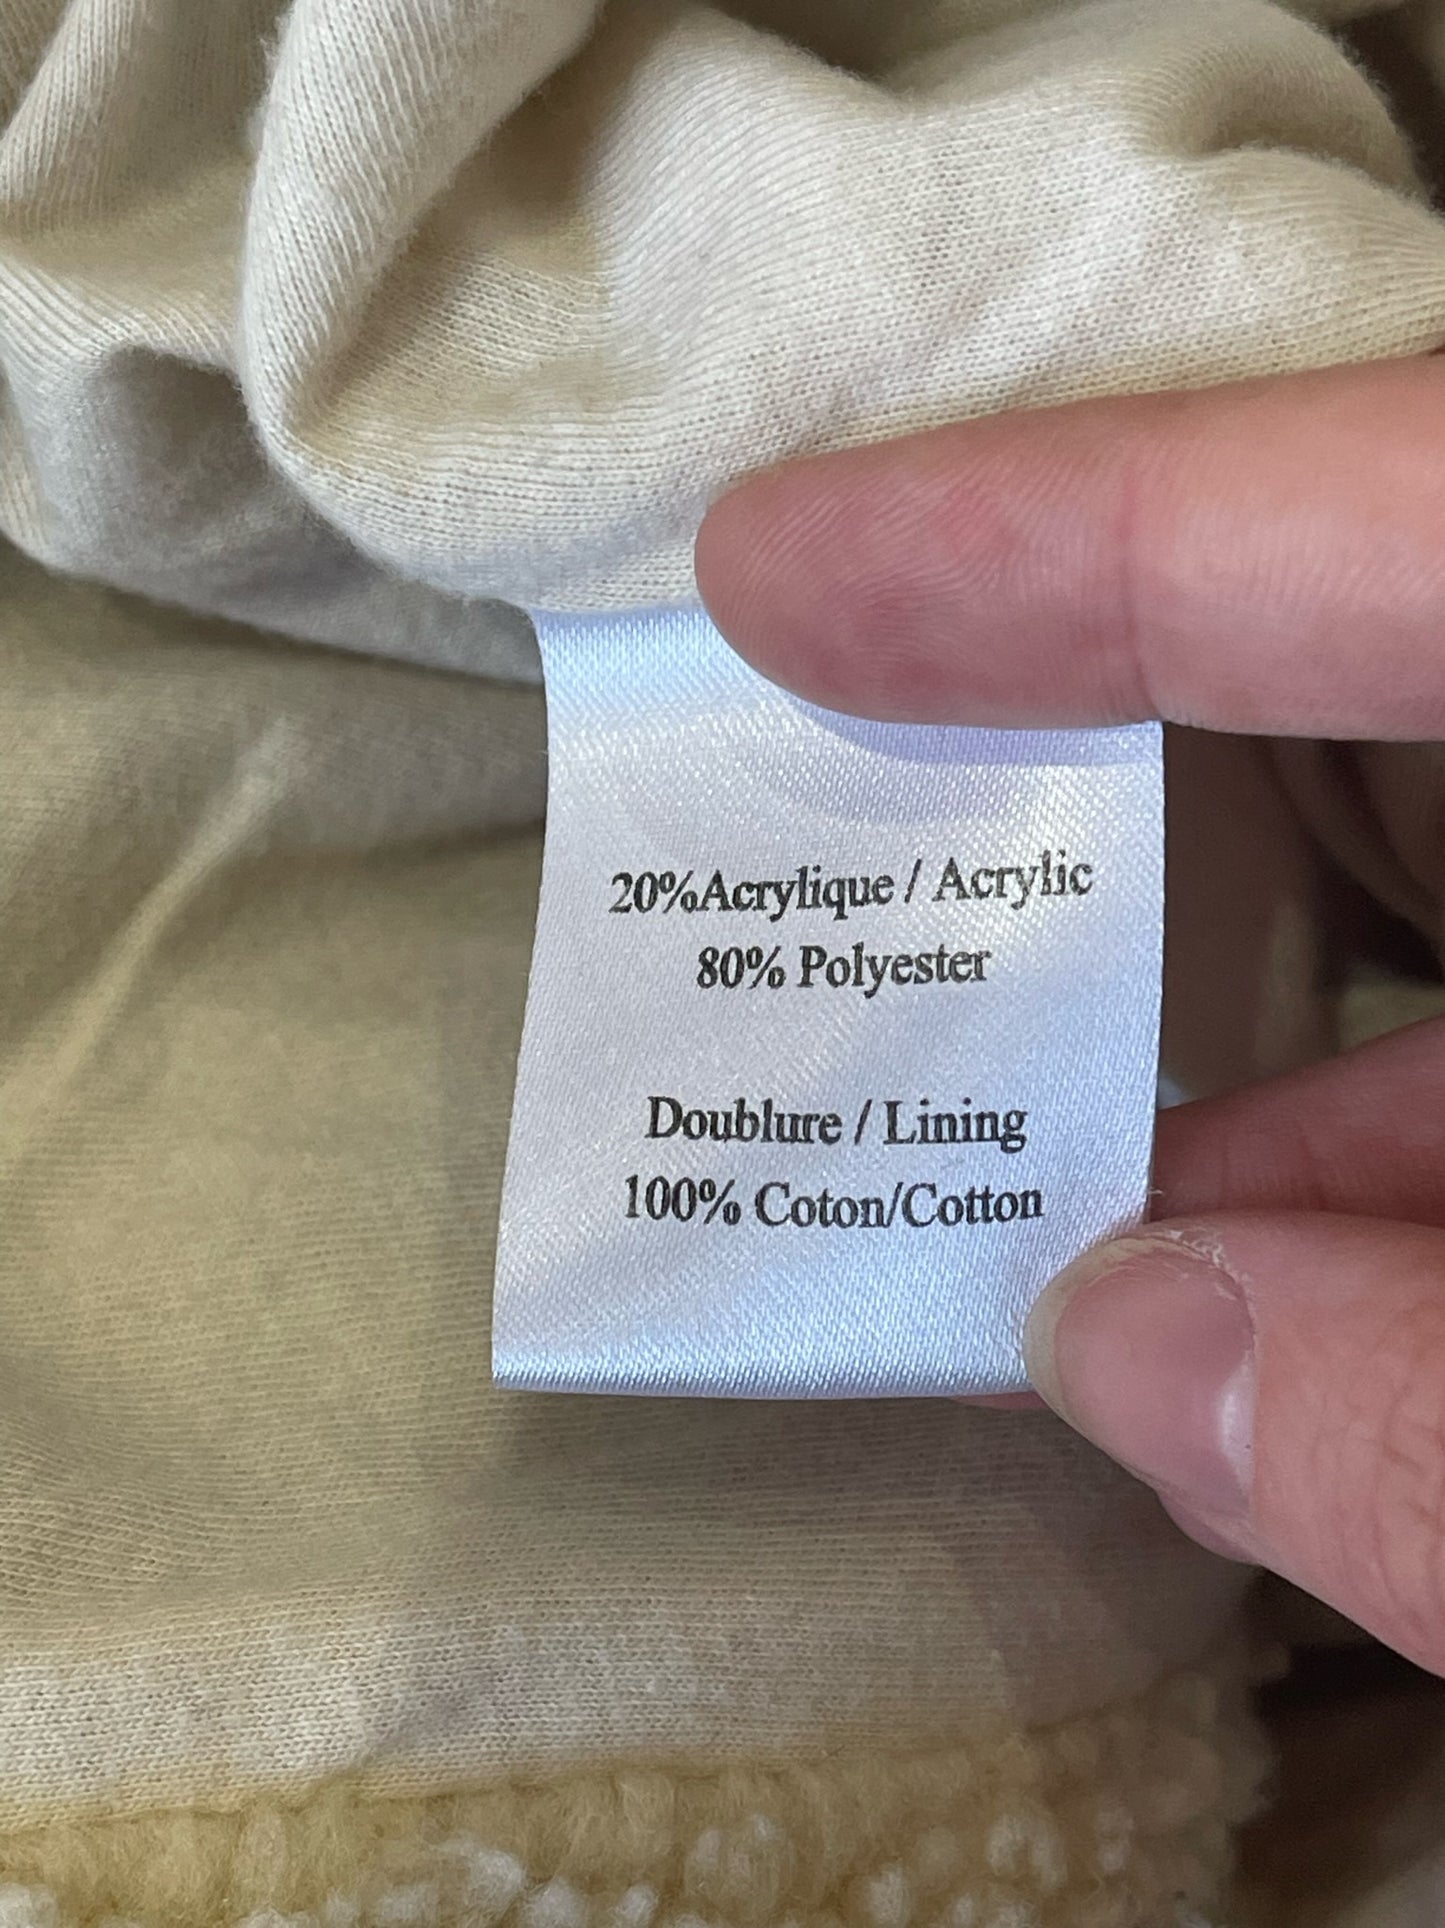 20%Acrylique / Acrylic
80% Polyester
Doublure / Lining
100% Coton/Cotton